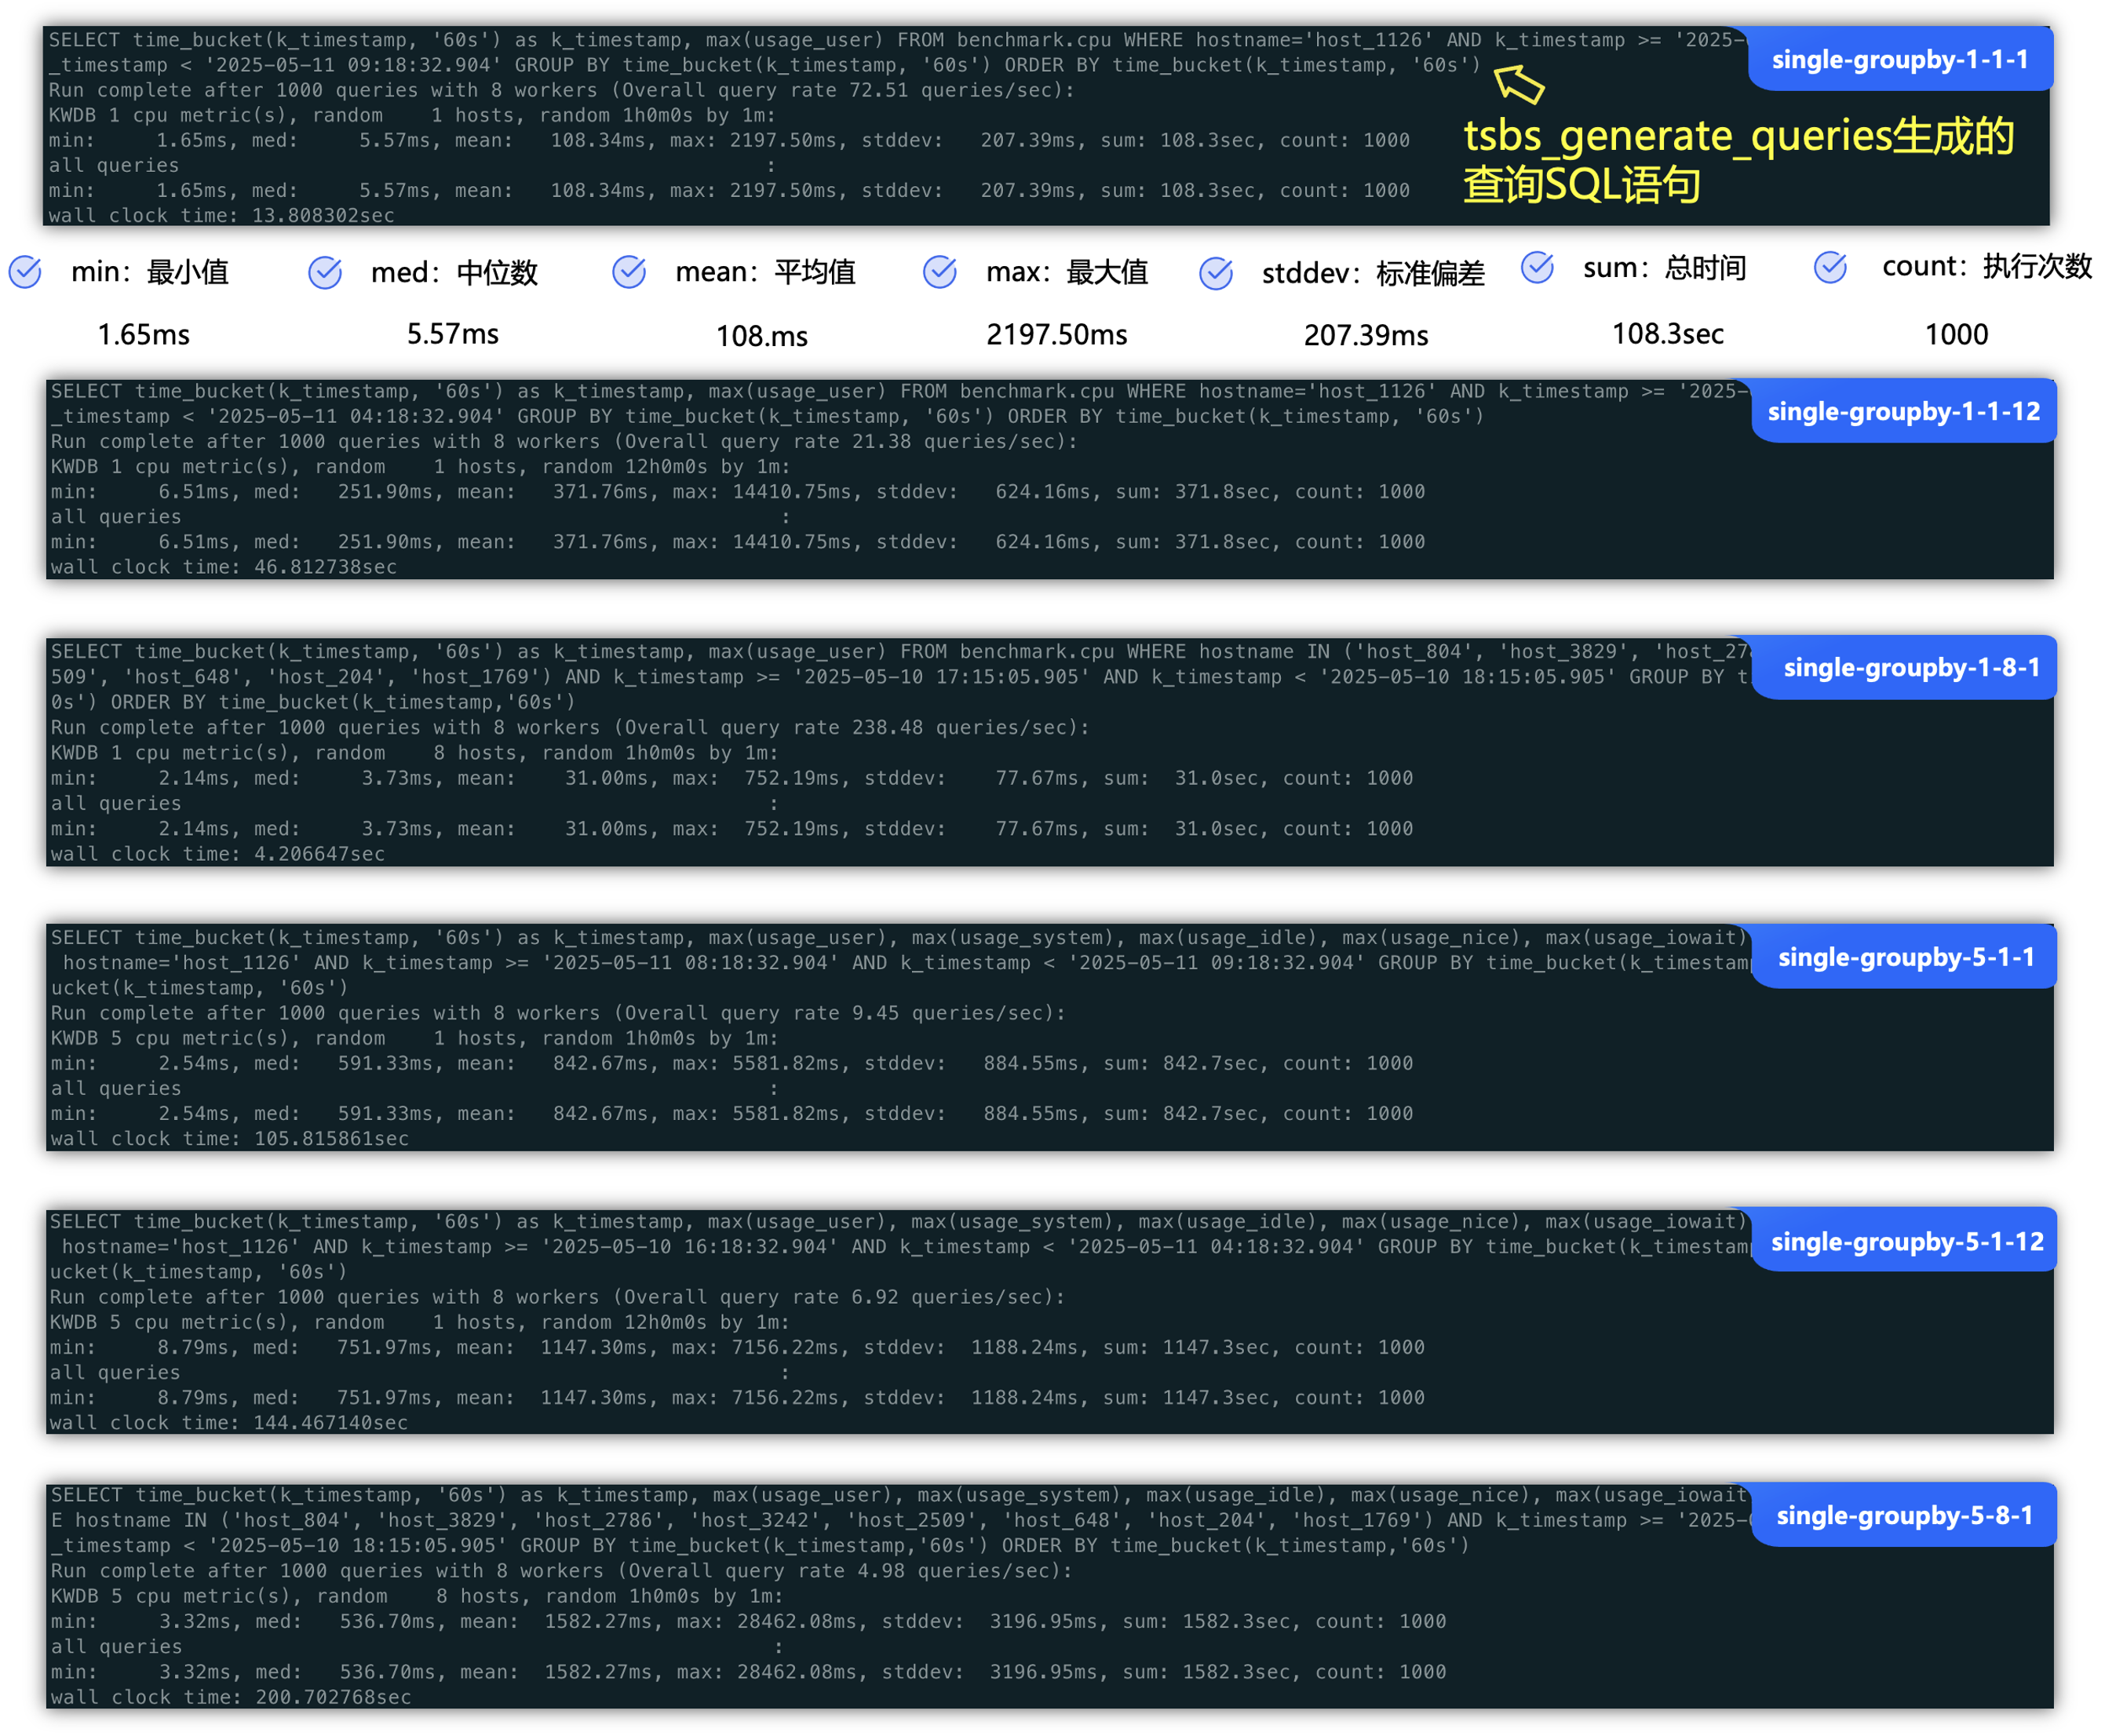 SELECT time_bucket(k_timestamp, '60s') as k_timestamp, max(usage_user) FROM benchmark.cpu WHERE hostname='host_1126' AND k_timestamp >= '2025-
single-groupby-1-1-1
_timestamp < '2025-05-11 09:18:32.904' GROUP BY time_bucket(k_timestamp, '60s') ORDER BY time_bucket(k_timestamp, '60s')
Run complete after 1000 queries with 8 workers (Overall query rate 72.51 queries/sec):
KWDB 1 cpu metric(s), random    1 hosts, random 1h0m0s by 1m:
min:     1.65ms, med:     5.57ms, mean:   108.34ms, max: 2197.50ms, stddev:   207.39ms, sum: 108.3sec, count: 1000
all queries                                                 :
min:     1.65ms, med:     5.57ms, mean:   108.34ms, max: 2197.50ms, stddev:   207.39ms, sum: 108.3sec, count: 1000
wall clock time: 13.808302sec
tsbs_generate_queries生成的
查询SQL语句
min：最小值 med：中位数 mean：平均值 max：最大值 stddev：标准偏差 sum：总时间 count：执行次数
1.65ms 5.57ms 108.ms 2197.50ms 207.39ms 108.3sec 1000
SELECT time_bucket(k_timestamp, '60s') as k_timestamp, max(usage_user) FROM benchmark.cpu WHERE hostname='host_1126' AND k_timestamp >= '2025-
single-groupby-1-1-12
_timestamp < '2025-05-11 04:18:32.904' GROUP BY time_bucket(k_timestamp, '60s') ORDER BY time_bucket(k_timestamp, '60s')
Run complete after 1000 queries with 8 workers (Overall query rate 21.38 queries/sec):
KWDB 1 cpu metric(s), random    1 hosts, random 12h0m0s by 1m:
min:     6.51ms, med:   251.90ms, mean:   371.76ms, max: 14410.75ms, stddev:   624.16ms, sum: 371.8sec, count: 1000
all queries                                                  :
min:     6.51ms, med:   251.90ms, mean:   371.76ms, max: 14410.75ms, stddev:   624.16ms, sum: 371.8sec, count: 1000
wall clock time: 46.812738sec
SELECT time_bucket(k_timestamp, '60s') as k_timestamp, max(usage_user) FROM benchmark.cpu WHERE hostname IN ('host_804', 'host_3829', 'host_27
single-groupby-1-8-1
509', 'host_648', 'host_204', 'host_1769') AND k_timestamp >= '2025-05-10 17:15:05.905' AND k_timestamp < '2025-05-10 18:15:05.905' GROUP BY t
0s') ORDER BY time_bucket(k_timestamp,'60s')
Run complete after 1000 queries with 8 workers (Overall query rate 238.48 queries/sec):
KWDB 1 cpu metric(s), random    8 hosts, random 1h0m0s by 1m:
min:     2.14ms, med:     3.73ms, mean:    31.00ms, max:  752.19ms, stddev:    77.67ms, sum:  31.0sec, count: 1000
all queries                                                 :
min:     2.14ms, med:     3.73ms, mean:    31.00ms, max:  752.19ms, stddev:    77.67ms, sum:  31.0sec, count: 1000
wall clock time: 4.206647sec
SELECT time_bucket(k_timestamp, '60s') as k_timestamp, max(usage_user), max(usage_system), max(usage_idle), max(usage_nice), max(usage_iowait)
single-groupby-5-1-1
hostname='host_1126' AND k_timestamp >= '2025-05-11 08:18:32.904' AND k_timestamp < '2025-05-11 09:18:32.904' GROUP BY time_bucket(k_timestam
ucket(k_timestamp, '60s')
Run complete after 1000 queries with 8 workers (Overall query rate 9.45 queries/sec):
KWDB 5 cpu metric(s), random    1 hosts, random 1h0m0s by 1m:
min:     2.54ms, med:   591.33ms, mean:   842.67ms, max: 5581.82ms, stddev:   884.55ms, sum: 842.7sec, count: 1000
all queries                                                 :
min:     2.54ms, med:   591.33ms, mean:   842.67ms, max: 5581.82ms, stddev:   884.55ms, sum: 842.7sec, count: 1000
wall clock time: 105.815861sec
SELECT time_bucket(k_timestamp, '60s') as k_timestamp, max(usage_user), max(usage_system), max(usage_idle), max(usage_nice), max(usage_iowait)
single-groupby-5-1-12
hostname='host_1126' AND k_timestamp >= '2025-05-10 16:18:32.904' AND k_timestamp < '2025-05-11 04:18:32.904' GROUP BY time_bucket(k_timestam
ucket(k_timestamp, '60s')
Run complete after 1000 queries with 8 workers (Overall query rate 6.92 queries/sec):
KWDB 5 cpu metric(s), random    1 hosts, random 12h0m0s by 1m:
min:     8.79ms, med:   751.97ms, mean:  1147.30ms, max: 7156.22ms, stddev:  1188.24ms, sum: 1147.3sec, count: 1000
all queries                                                  :
min:     8.79ms, med:   751.97ms, mean:  1147.30ms, max: 7156.22ms, stddev:  1188.24ms, sum: 1147.3sec, count: 1000
wall clock time: 144.467140sec
SELECT time_bucket(k_timestamp, '60s') as k_timestamp, max(usage_user), max(usage_system), max(usage_idle), max(usage_nice), max(usage_iowait
single-groupby-5-8-1
E hostname IN ('host_804', 'host_3829', 'host_2786', 'host_3242', 'host_2509', 'host_648', 'host_204', 'host_1769') AND k_timestamp >= '2025-
_timestamp < '2025-05-10 18:15:05.905' GROUP BY time_bucket(k_timestamp,'60s') ORDER BY time_bucket(k_timestamp,'60s')
Run complete after 1000 queries with 8 workers (Overall query rate 4.98 queries/sec):
KWDB 5 cpu metric(s), random    8 hosts, random 1h0m0s by 1m:
min:     3.32ms, med:   536.70ms, mean:  1582.27ms, max: 28462.08ms, stddev:  3196.95ms, sum: 1582.3sec, count: 1000
all queries                                                 :
min:     3.32ms, med:   536.70ms, mean:  1582.27ms, max: 28462.08ms, stddev:  3196.95ms, sum: 1582.3sec, count: 1000
wall clock time: 200.702768sec